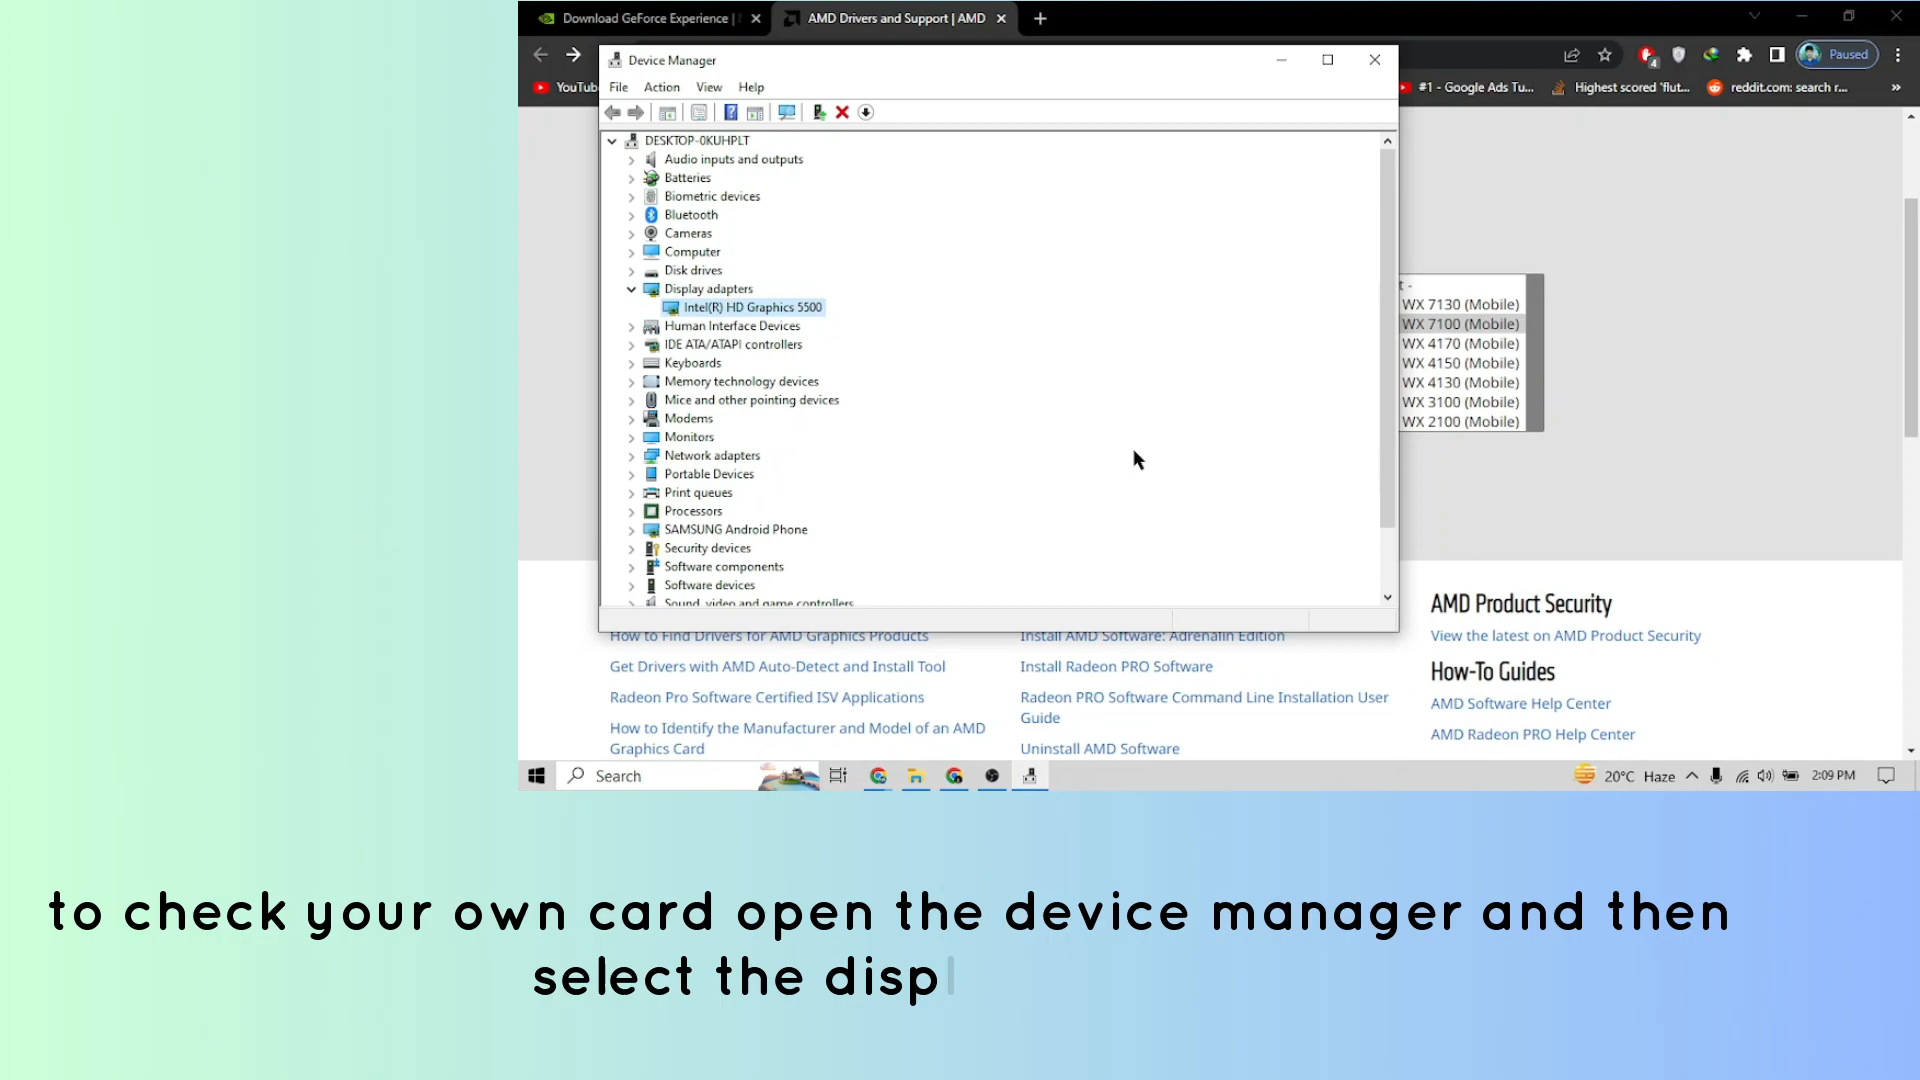 Download GeForce Experience |
AMD Drivers and Support | AMD
Device Manager
Paused
4
File Action View Help
YouTub
#1 - Google Ads Tu...
Highest scored 'flut...
reddit.com: search r...
»
DESKTOP-0KUHPLT
Audio inputs and outputs
Batteries
Biometric devices
Bluetooth
Cameras
Computer
Disk drives
Display adapters
Intel(R) HD Graphics 5500
Human Interface Devices
IDE ATA/ATAPI controllers
Keyboards
Memory technology devices
Mice and other pointing devices
Modems
Monitors
Network adapters
Portable Devices
Print queues
Processors
SAMSUNG Android Phone
Security devices
Software components
Software devices
Sound, video and game controllers
t -
WX 7130 (Mobile)
WX 7100 (Mobile)
WX 4170 (Mobile)
WX 4150 (Mobile)
WX 4130 (Mobile)
WX 3100 (Mobile)
WX 2100 (Mobile)
How to Find Drivers for AMD Graphics Products
Get Drivers with AMD Auto-Detect and Install Tool
Radeon Pro Software Certified ISV Applications
How to Identify the Manufacturer and Model of an AMD
Graphics Card
Install AMD Software: Adrenalin Edition
Install Radeon PRO Software
Radeon PRO Software Command Line Installation User
Guide
Uninstall AMD Software
AMD Product Security
View the latest on AMD Product Security
How-To Guides
AMD Software Help Center
AMD Radeon PRO Help Center
Search
20°C Haze
2:09 PM
to check your own card open the device manager and then
select the displ